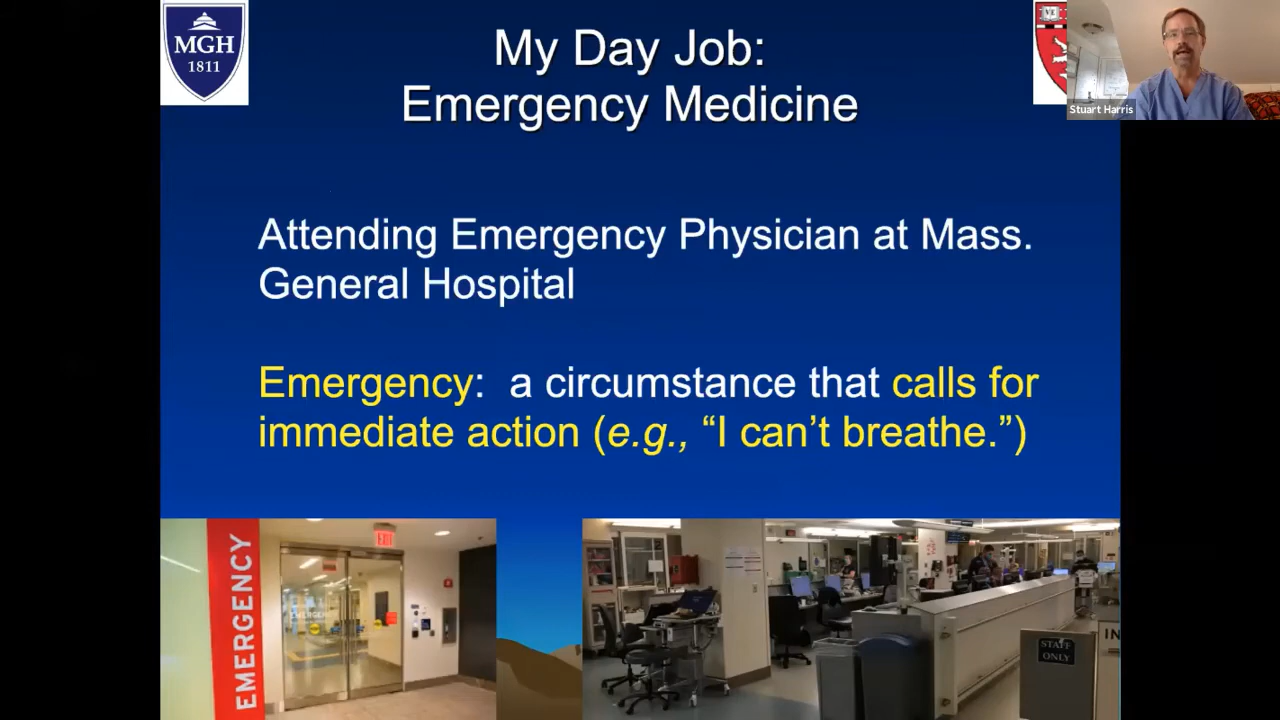 MGH
1811
My Day Job:
Emergency Medicine
Stuart Harris
Attending Emergency Physician at Mass.
General Hospital
Emergency: a circumstance that calls for
immediate action (e.g., “I can’t breathe.”)
EMERGENCY
EXIT
STAFF
ONLY
IN